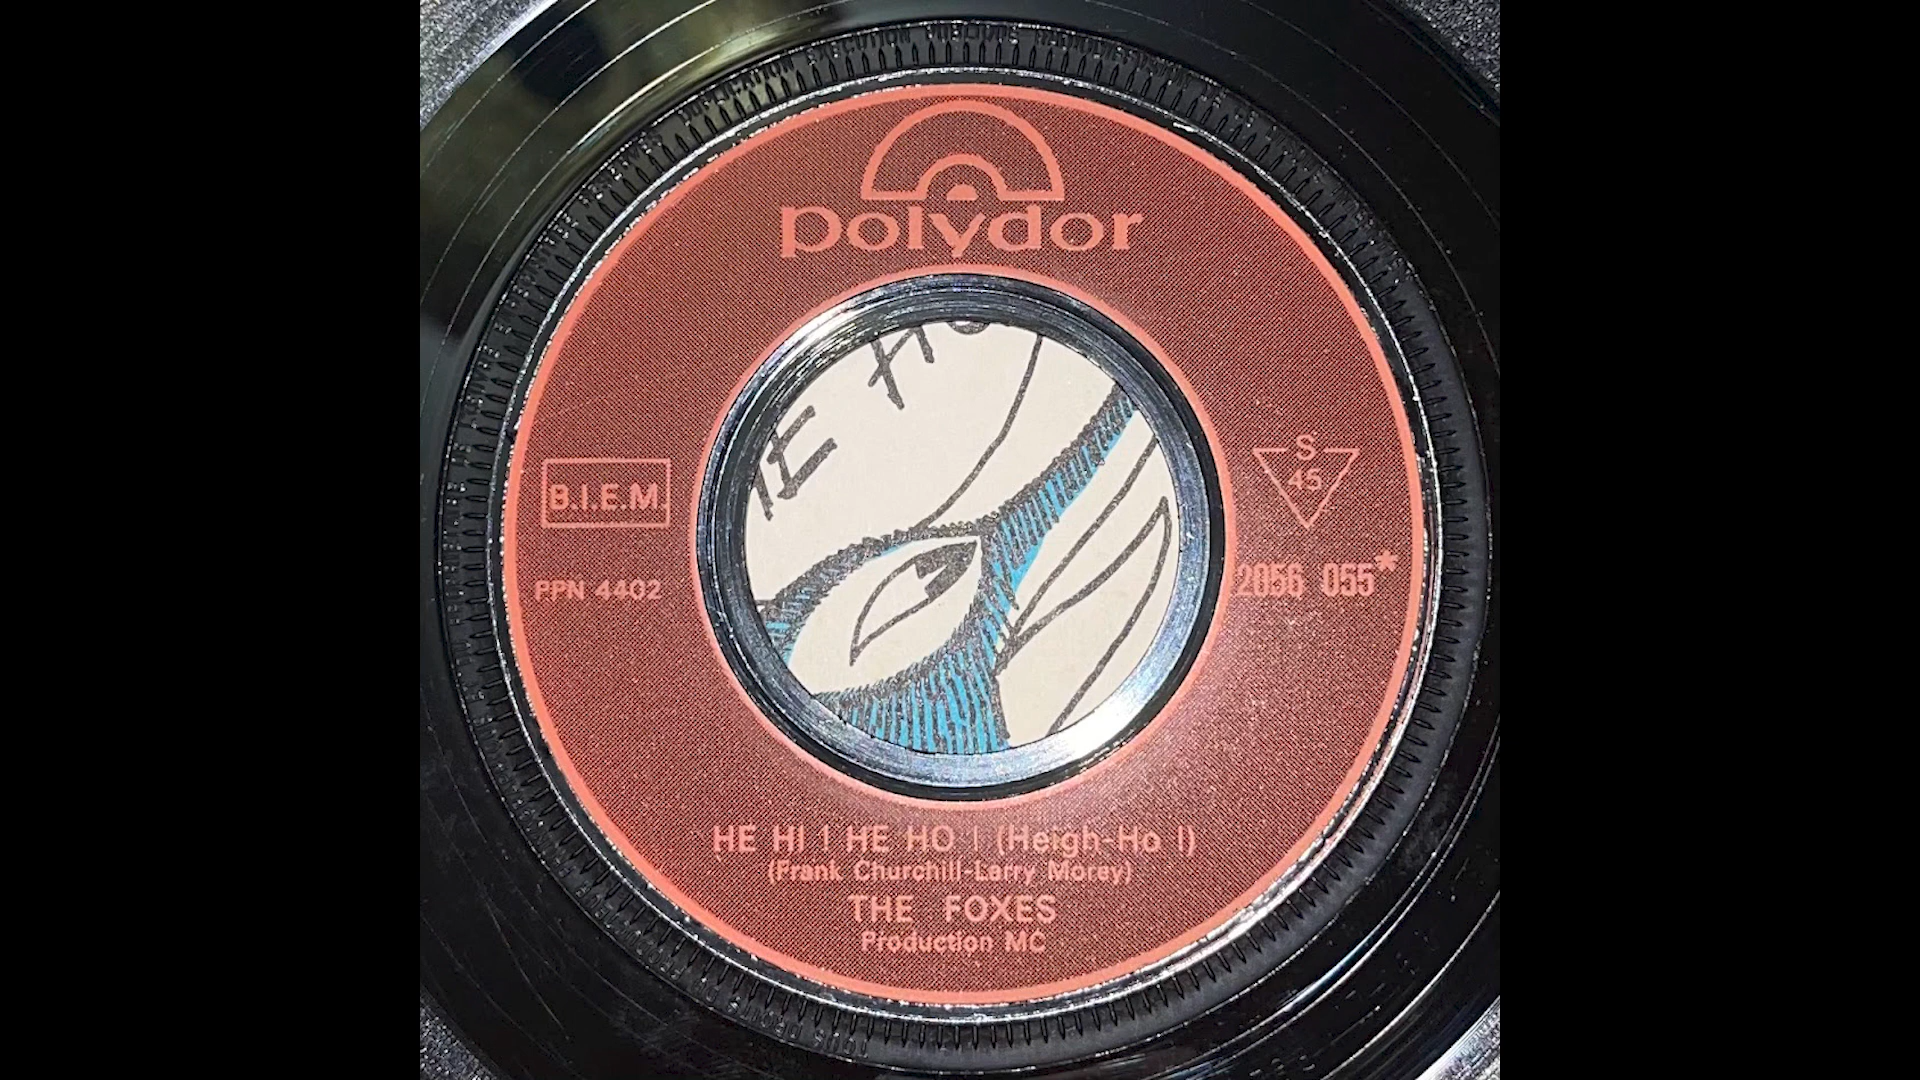 polydor
B.I.E.M.
PPN 4402
S
45
2056 055*
HE HI ! HE HO ! (Heigh-Ho !)
(Frank Churchill-Larry Morey)
THE FOXES
Production MC